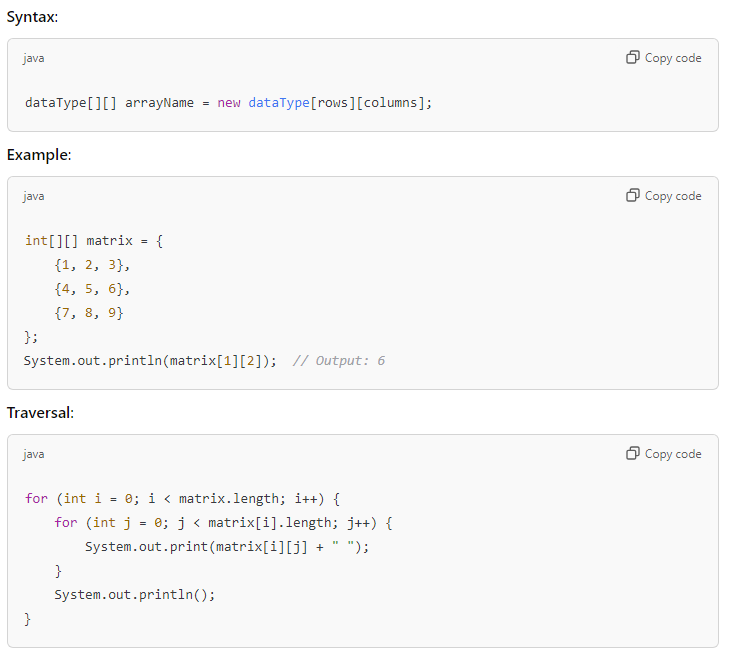 Syntax:
java Copy code
dataType[][] arrayName = new dataType[rows][columns];
Example:
java Copy code
int[][] matrix = {
    {1, 2, 3},
    {4, 5, 6},
    {7, 8, 9}
};
System.out.println(matrix[1][2]);  // Output: 6
Traversal:
java Copy code
for (int i = 0; i < matrix.length; i++) {
    for (int j = 0; j < matrix[i].length; j++) {
        System.out.print(matrix[i][j] + " ");
    }
    System.out.println();
}